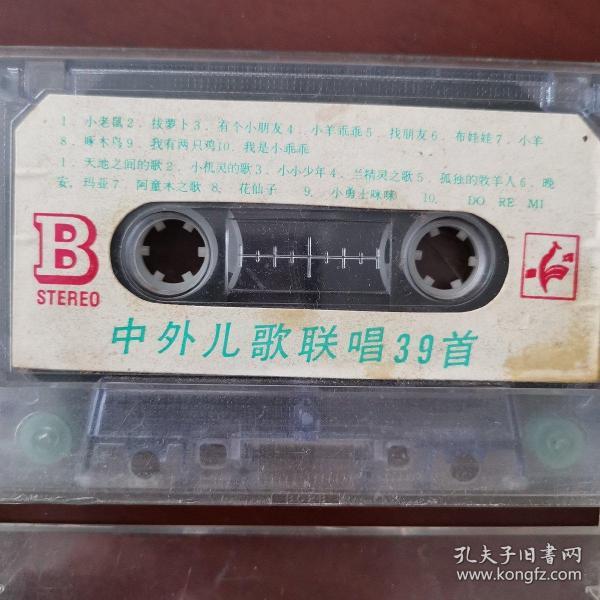 1. 小老鼠2. 拔萝卜3. 有个小朋友4. 小羊乖乖5. 找朋友6. 布娃娃7. 小羊
8. 啄木鸟9. 我有两只鸡10. 我是小乖乖
1. 天地之间的歌2. 小机灵的歌3. 小小少年4. 兰精灵之歌5. 孤独的牧羊人6. 晚
安, 玛亚7. 阿童木之歌 8. 花仙子 9. 小勇士咪咪 10. DO RE MI
B
STEREO
中外儿歌联唱39首
孔夫子旧书网
www.kongfz.com